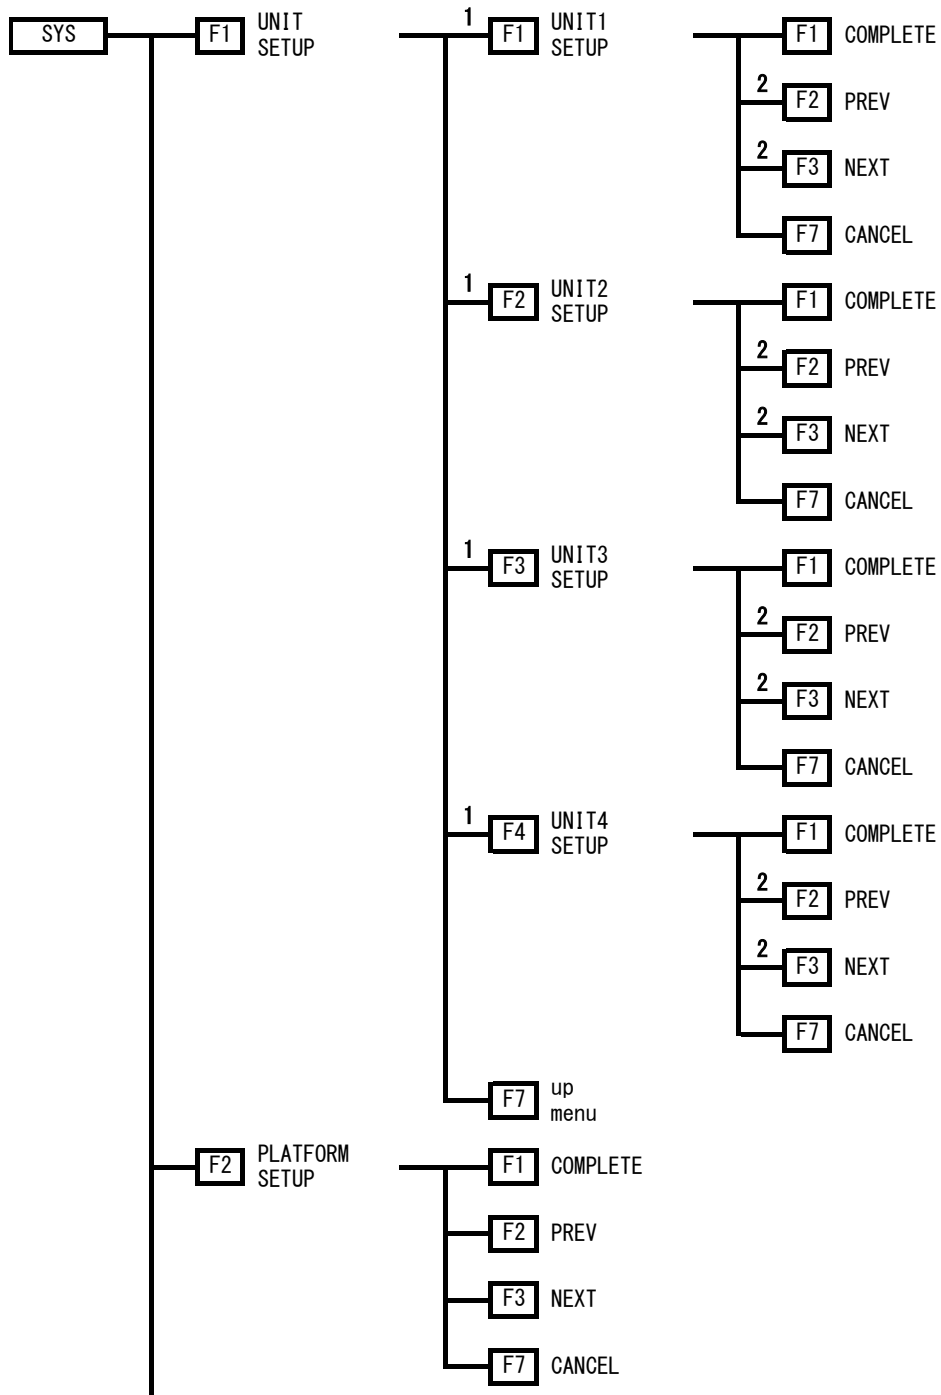 SYS
F1
UNIT
SETUP
1
F1
UNIT1
SETUP
F1
COMPLETE
2
F2
PREV
2
F3
NEXT
F7
CANCEL
1
F2
UNIT2
SETUP
F1
COMPLETE
2
F2
PREV
2
F3
NEXT
F7
CANCEL
1
F3
UNIT3
SETUP
F1
COMPLETE
2
F2
PREV
2
F3
NEXT
F7
CANCEL
1
F4
UNIT4
SETUP
F1
COMPLETE
2
F2
PREV
2
F3
NEXT
F7
CANCEL
F7
up
menu
F2
PLATFORM
SETUP
F1
COMPLETE
F2
PREV
F3
NEXT
F7
CANCEL